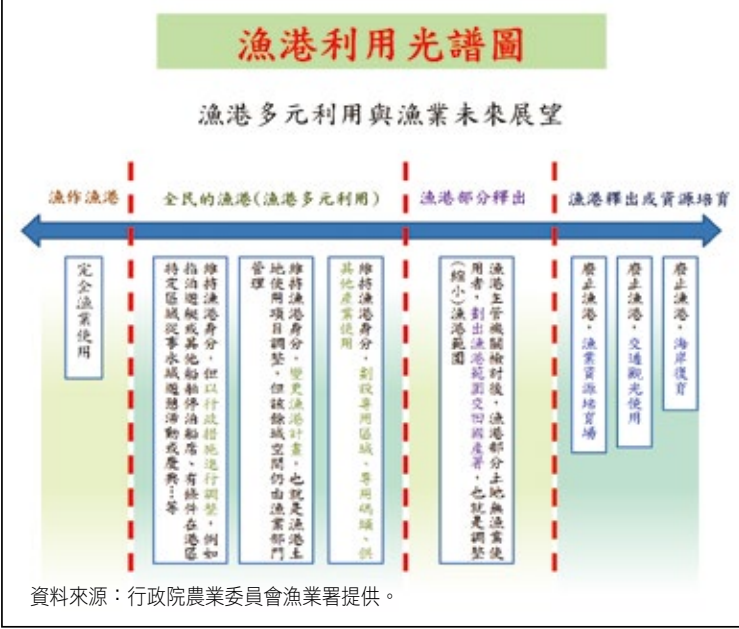 漁港利用光譜圖
漁港多元利用與漁業未來展望
漁作漁港
全民的漁港(漁港多元利用)
漁港部分釋出
漁港釋出或資源培育
完全漁業使用
維持漁港身分，但以行政措施進行調整，例如
指泊遊艇或其他船舶停泊船席、有條件在港區
特定區域從事水域遊憩活動或慶典…等
維持漁港身分，變更漁港計畫，也就是漁港土
地使用項目調整，但該餘域空間仍由漁業部門
管理
維持漁港身分，劃設專用區域、專用碼頭，供
其他產業使用
漁港主管機關檢討後，漁港部分土地無漁業使
用者，劃出漁港範圍交回國產署，也就是調整
(縮小)漁港範圍
廢止漁港，漁業資源培育場
廢止漁港，交通觀光使用
廢止漁港，海岸復育
資料來源：行政院農業委員會漁業署提供。